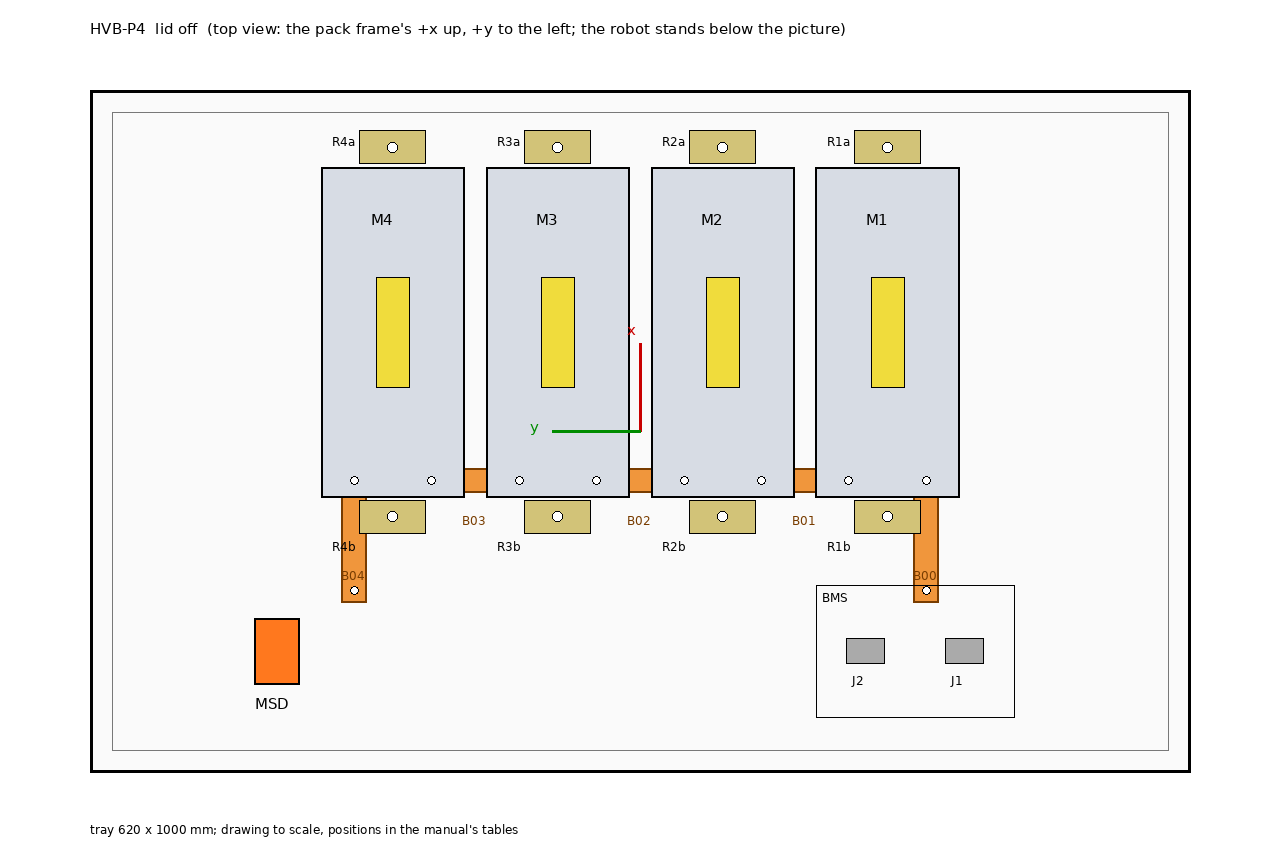 HVB-P4 lid off (top view: the pack frame's +x up, +y to the left; the robot stands below the picture)
R4a R3a R2a R1a
M4 M3 M2 M1
x
y
B03 B02 B01
R4b R3b R2b R1b
B04 B00
BMS
J2 J1
MSD
tray 620 x 1000 mm; drawing to scale, positions in the manual's tables